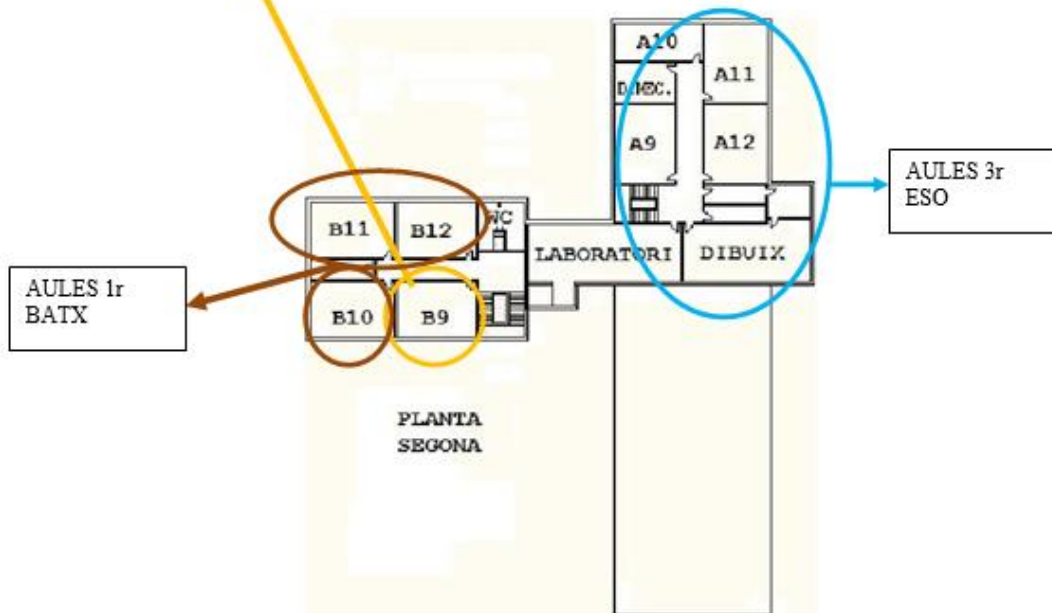 A10
A11
D.MEC.
A9
A12
AULES 3r
ESO
B11
B12
WC
LABORATORI
DIBUIX
AULES 1r
BATX
B10
B9
PLANTA
SEGONA